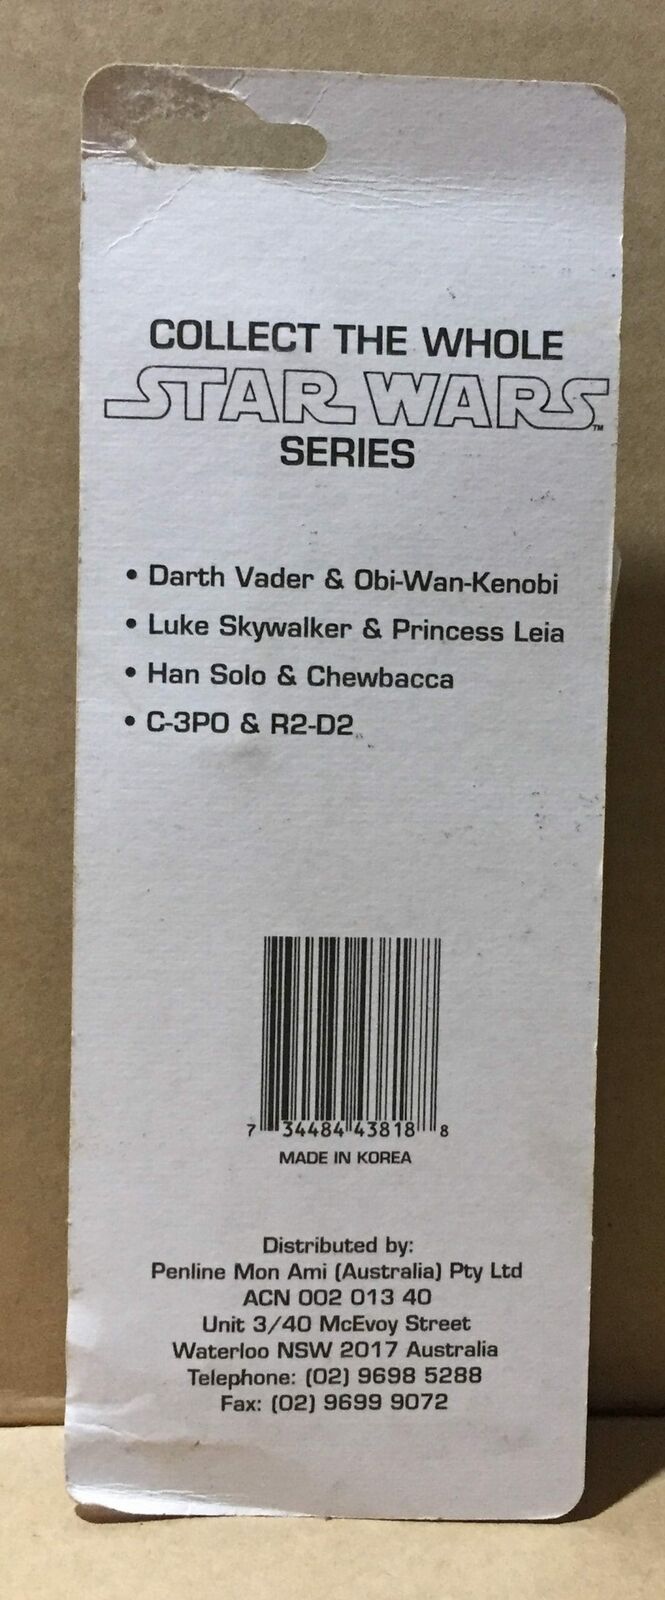 COLLECT THE WHOLE
STAR WARS™
SERIES
• Darth Vader & Obi-Wan-Kenobi
• Luke Skywalker & Princess Leia
• Han Solo & Chewbacca
• C-3PO & R2-D2
7 34484 43818 8
MADE IN KOREA
Distributed by:
Penline Mon Ami (Australia) Pty Ltd
ACN 002 013 40
Unit 3/40 McEvoy Street
Waterloo NSW 2017 Australia
Telephone: (02) 9698 5288
Fax: (02) 9699 9072